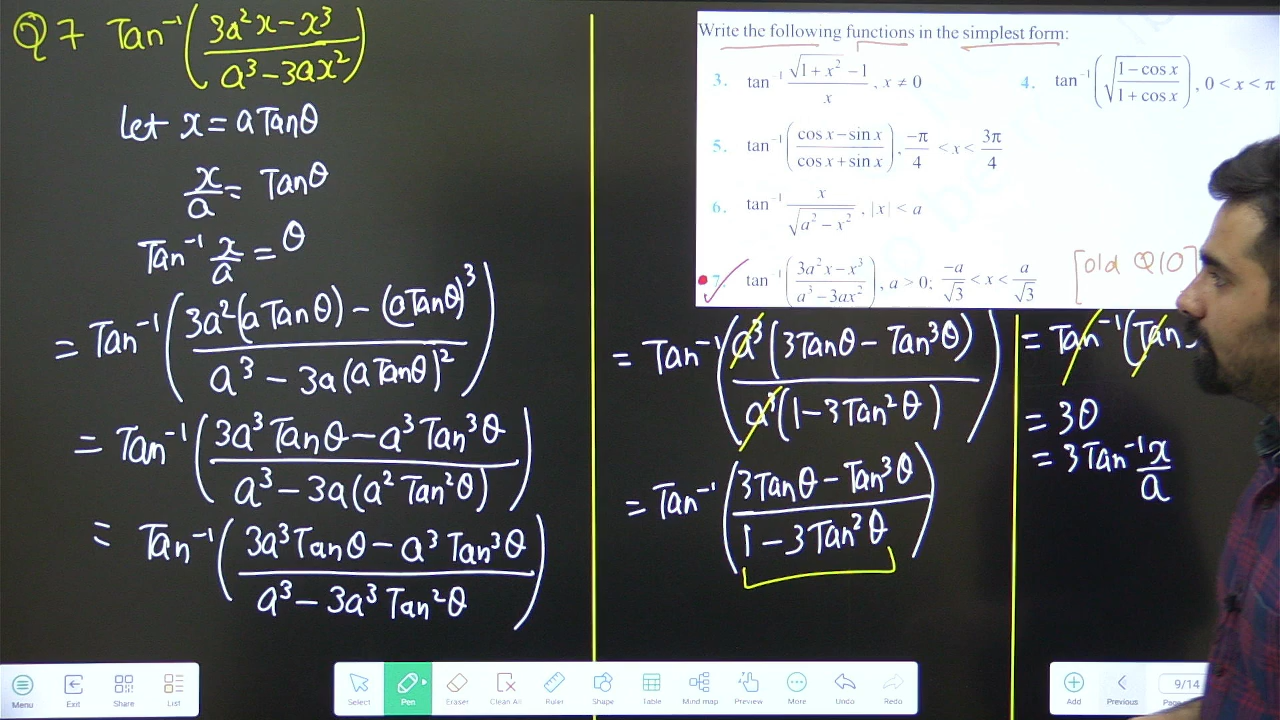 Q 7 Tan⁻¹((3a²x − x³)/(a³ − 3ax²))
Let x = a Tanθ
x/a = Tanθ
Tan⁻¹ x/a = θ
= Tan⁻¹((3a²(a Tanθ) − (a Tanθ)³)/(a³ − 3a(a Tanθ)²))
= Tan⁻¹((3a³ Tanθ − a³ Tan³θ)/(a³ − 3a(a² Tan²θ)))
= Tan⁻¹((3a³ Tanθ − a³ Tan³θ)/(a³ − 3a³ Tan²θ))
Write the following functions in the simplest form:
3. tan⁻¹ (√(1 + x²) − 1)/x, x ≠ 0
4. tan⁻¹(√((1 − cos x)/(1 + cos x))), 0 < x < π
5. tan⁻¹((cos x − sin x)/(cos x + sin x)), −π/4 < x < 3π/4
6. tan⁻¹ x/√(a² − x²), |x| < a
7. tan⁻¹((3a²x − x³)/(a³ − 3ax²)), a > 0; −a/√3 < x < a/√3
[old Q10]
= Tan⁻¹(a³(3Tanθ − Tan³θ)/a³(1 − 3Tan²θ))
= Tan⁻¹((3Tanθ − Tan³θ)/(1 − 3Tan²θ))
= Tan⁻¹(Tan3
= 3θ
= 3Tan⁻¹ x/a
Menu
Exit
Share
List
Select
Pen
Eraser
Clean All
Ruler
Shape
Table
Mind map
Preview
More
Undo
Redo
Add
Previous
9/14